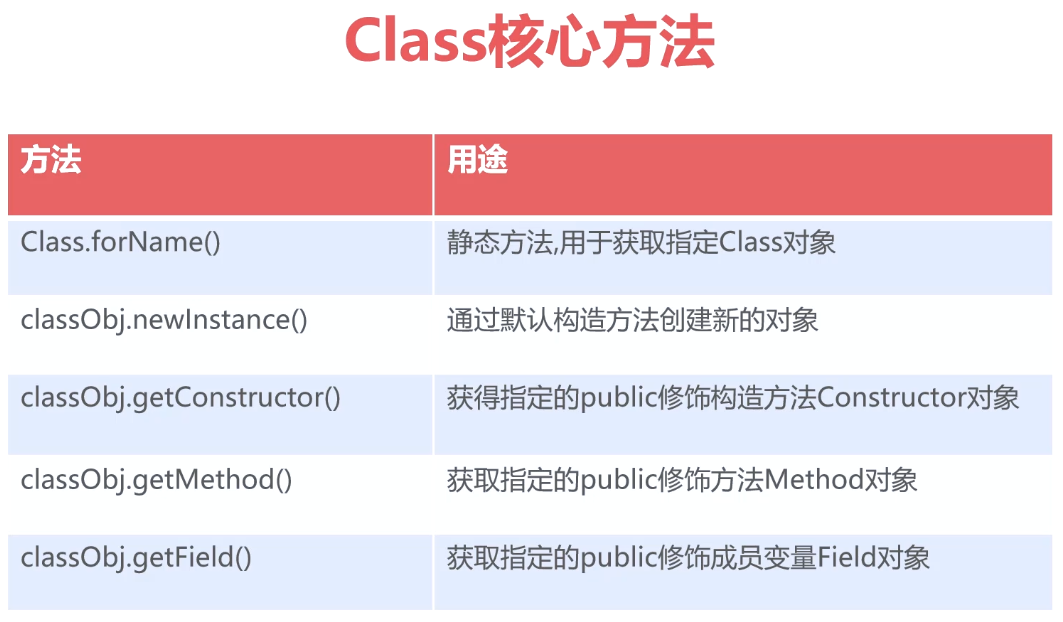 Class核心方法
方法 用途
Class.forName() 静态方法,用于获取指定Class对象
classObj.newInstance() 通过默认构造方法创建新的对象
classObj.getConstructor() 获得指定的public修饰构造方法Constructor对象
classObj.getMethod() 获取指定的public修饰方法Method对象
classObj.getField() 获取指定的public修饰成员变量Field对象